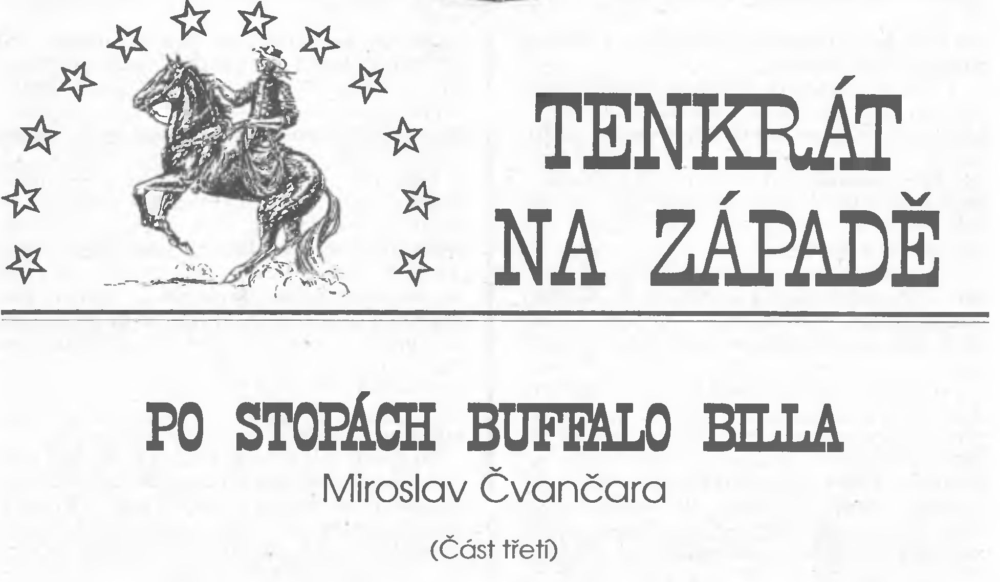 TENKRÁT
NA ZÁPADĚ
PO STOPÁCH BUFFALO BILLA
Miroslav Čvančara
(Část třetí)